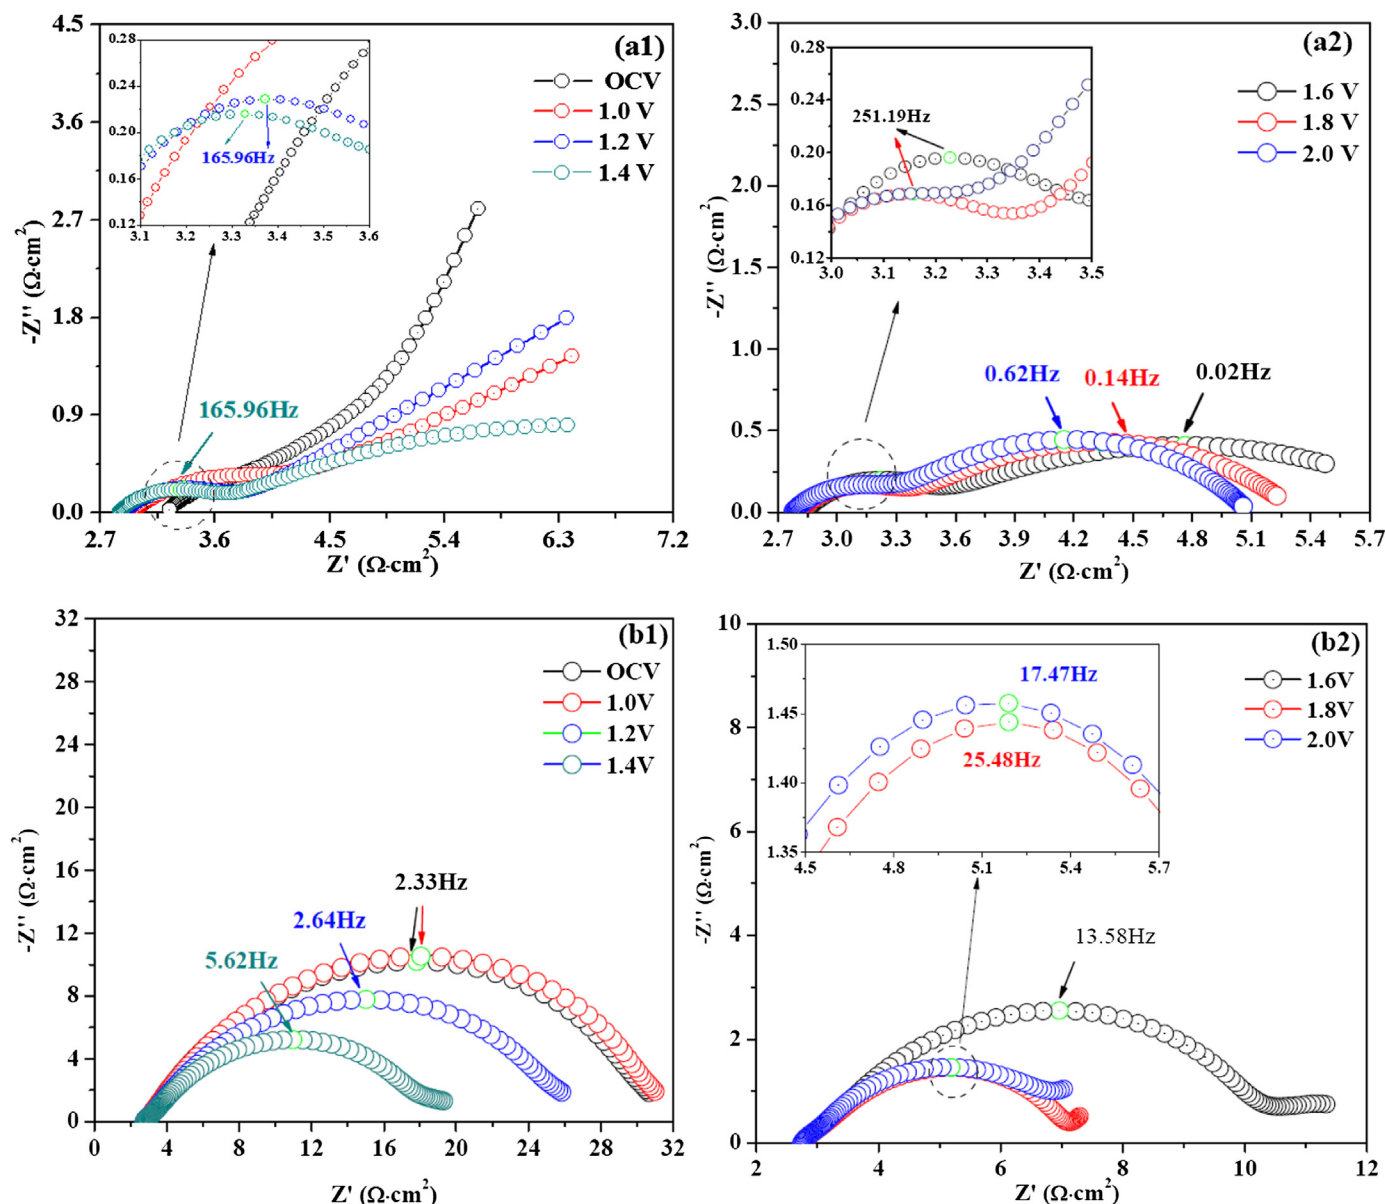 (a1)
4.5
3.6
2.7
1.8
0.9
0.0
-Z'' (Ω·cm²)
2.7 3.6 4.5 5.4 6.3 7.2
Z' (Ω·cm²)
OCV
1.0 V
1.2 V
1.4 V
165.96Hz
0.28
0.24
0.20
0.16
0.12
3.1 3.2 3.3 3.4 3.5 3.6
165.96Hz
(a2)
3.0
2.5
2.0
1.5
1.0
0.5
0.0
-Z'' (Ω·cm²)
2.7 3.0 3.3 3.6 3.9 4.2 4.5 4.8 5.1 5.4 5.7
Z' (Ω·cm²)
1.6 V
1.8 V
2.0 V
0.62Hz
0.14Hz
0.02Hz
0.28
0.24
0.20
0.16
0.12
3.0 3.1 3.2 3.3 3.4 3.5
251.19Hz
(b1)
32
28
24
20
16
12
8
4
0
-Z'' (Ω·cm²)
0 4 8 12 16 20 24 28 32
Z' (Ω·cm²)
OCV
1.0V
1.2V
1.4V
2.33Hz
2.64Hz
5.62Hz
(b2)
10
8
6
4
2
0
-Z'' (Ω·cm²)
2 4 6 8 10 12
Z' (Ω·cm²)
1.6V
1.8V
2.0V
13.58Hz
1.50
1.45
1.40
1.35
4.5 4.8 5.1 5.4 5.7
17.47Hz
25.48Hz